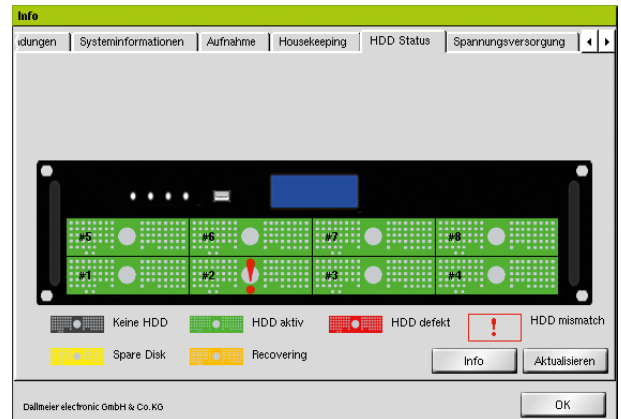 Info
dungen Systeminformationen Aufnahme Housekeeping HDD Status Spannungsversorgung
#5 #6 #7 #8
#1 #2 #3 #4
Keine HDD HDD aktiv HDD defekt ! HDD mismatch
Spare Disk Recovering Info Aktualisieren
Dallmeier electronic GmbH & Co.KG OK